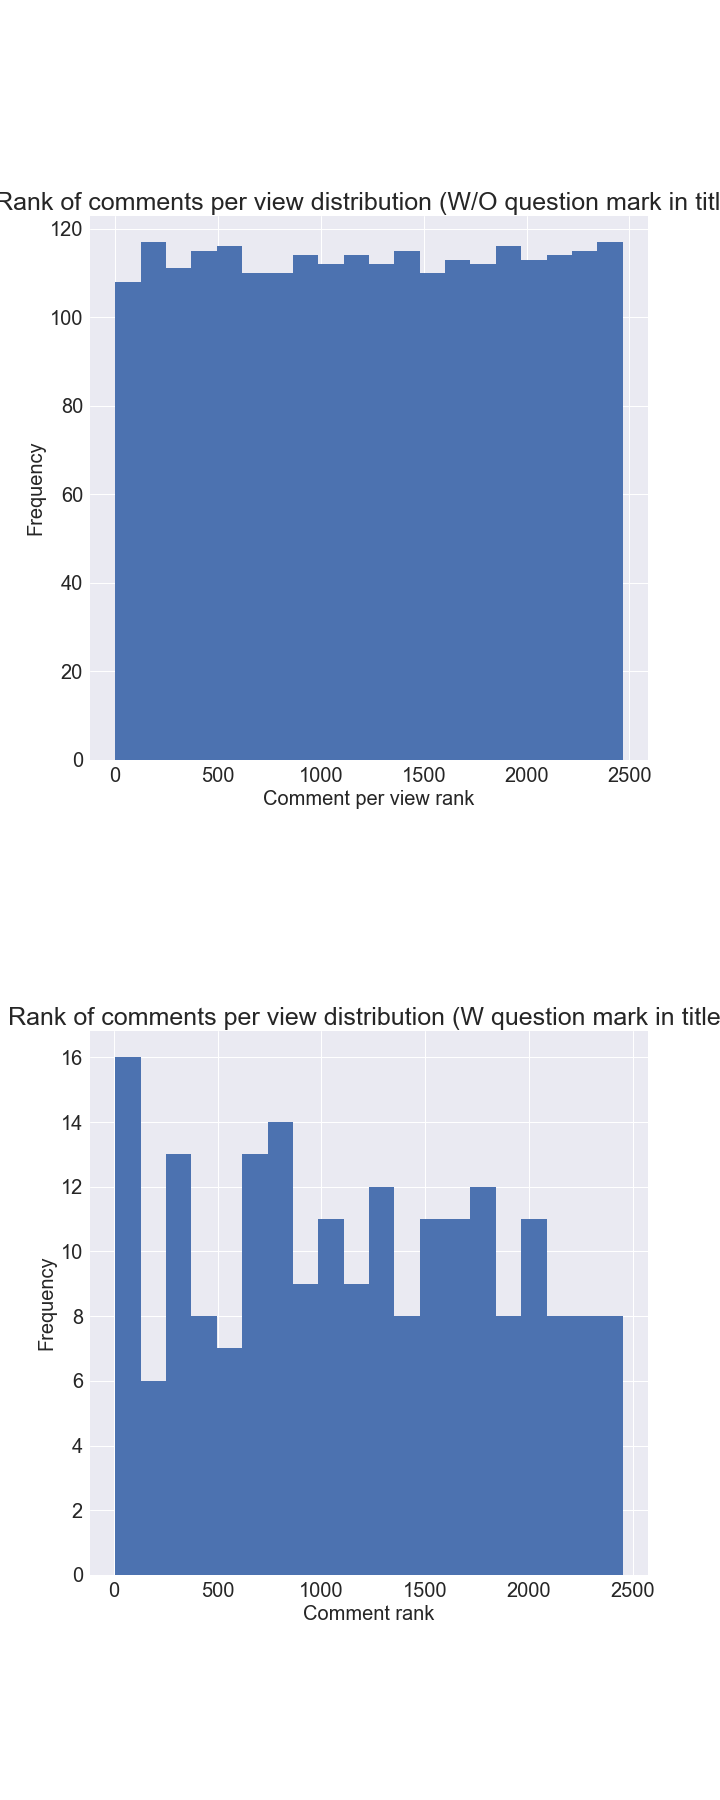 Rank of comments per view distribution (W/O question mark in titl
120
100
80
60
40
20
0
Frequency
0 500 1000 1500 2000 2500
Comment per view rank
Rank of comments per view distribution (W question mark in title
16
14
12
10
8
6
4
2
0
Frequency
0 500 1000 1500 2000 2500
Comment rank